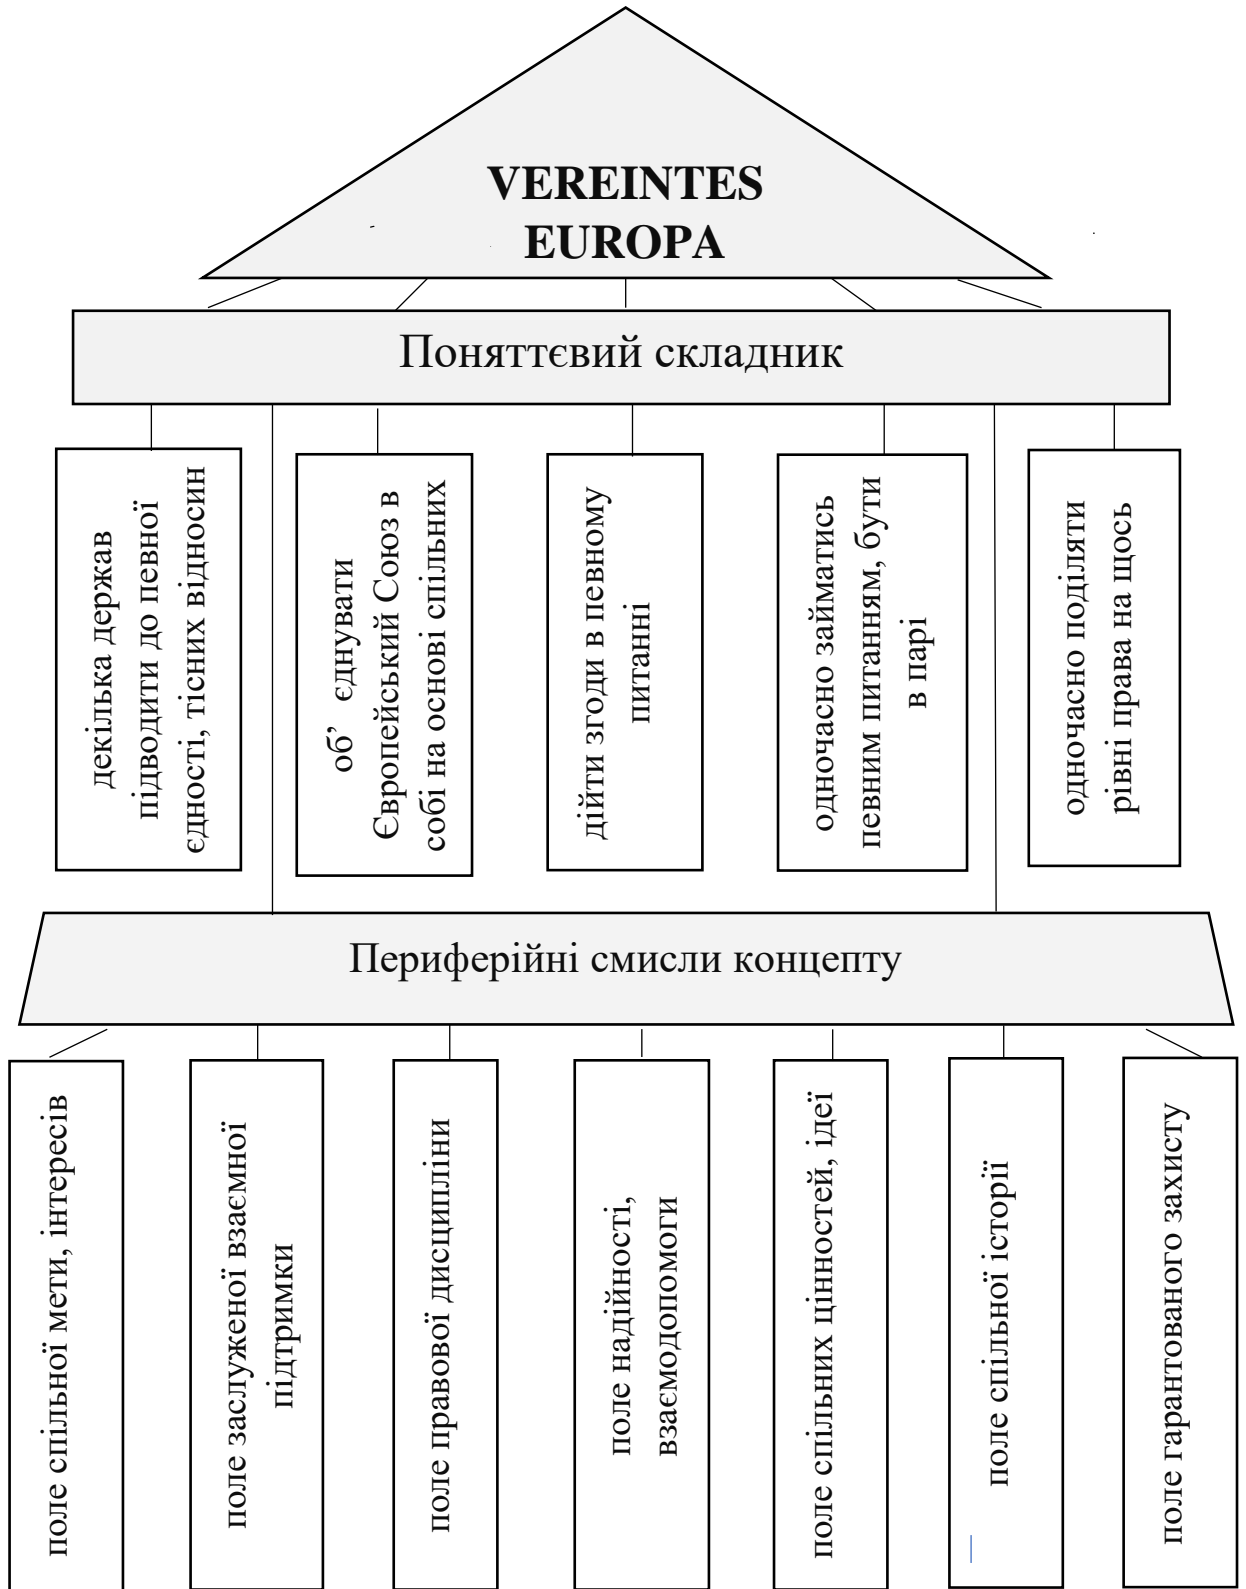 VEREINTES
EUROPA
Поняттєвий складник
декілька держав
підводити до певної
єдності, тісних відносин
об’ єднувати
Європейський Союз в
собі на основі спільних
дійти згоди в певному
питанні
одночасно займатись
певним питанням, бути
в парі
одночасно поділяти
рівні права на щось
Периферійні смисли концепту
поле спільної мети, інтересів
поле заслуженої взаємної
підтримки
поле правової дисципліни
поле надійності,
взаємодопомоги
поле спільних цінностей, ідеї
поле спільної історії
поле гарантованого захисту